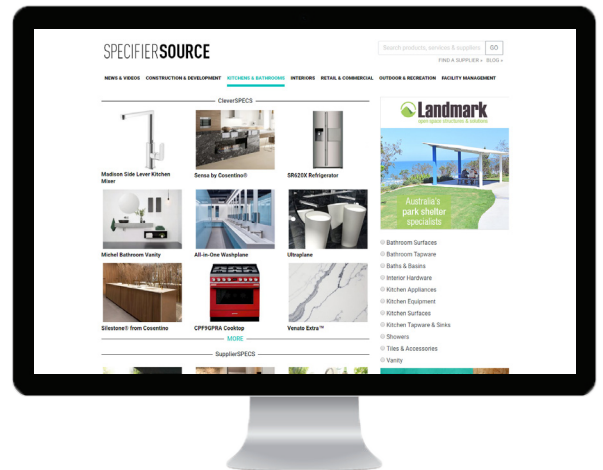 SPECIFIERSOURCE
Search products, services & suppliers
GO
FIND A SUPPLIER » BLOG »
NEWS & VIDEOS CONSTRUCTION & DEVELOPMENT KITCHENS & BATHROOMS INTERIORS RETAIL & COMMERCIAL OUTDOOR & RECREATION FACILITY MANAGEMENT
CleverSPECS
Madison Side Lever Kitchen
Mixer
Sensa by Cosentino®
SR620X Refrigerator
Michel Bathroom Vanity
All-in-One Washplane
Ultraplane
Silestone® from Cosentino
CPF9GPRA Cooktop
Venato Extra™
MORE
SupplierSPECS
Landmark
open space structures & solutions
Australia's
park shelter
specialists
Bathroom Surfaces
Bathroom Tapware
Baths & Basins
Interior Hardware
Kitchen Appliances
Kitchen Equipment
Kitchen Surfaces
Kitchen Tapware & Sinks
Showers
Tiles & Accessories
Vanity